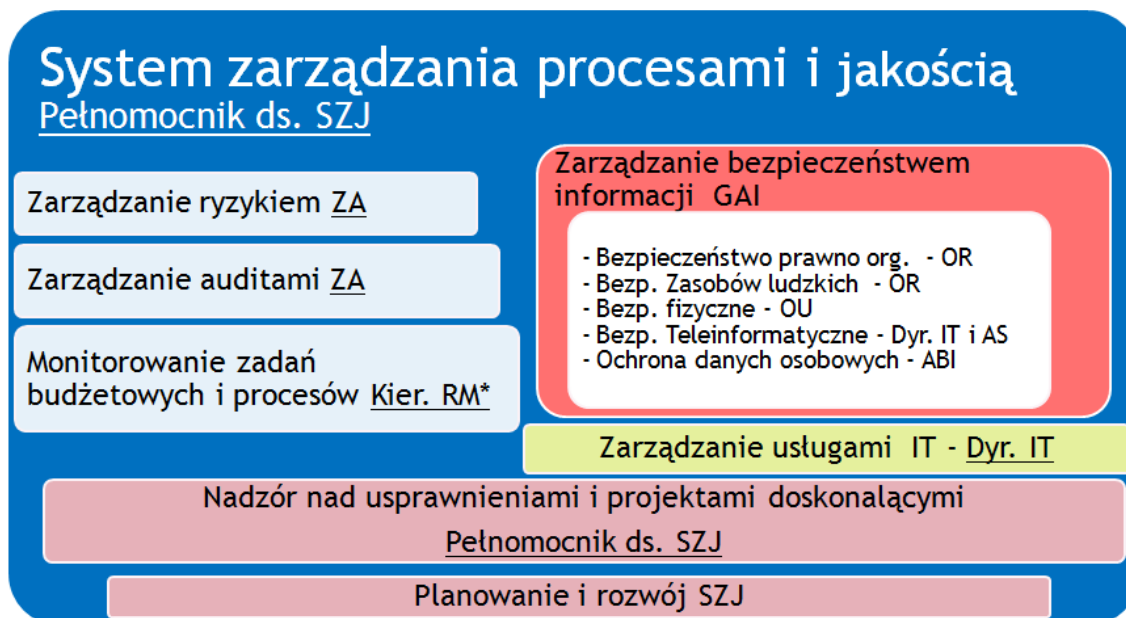 System zarządzania procesami i jakością
Pełnomocnik ds. SZJ
Zarządzanie ryzykiem ZA
Zarządzanie auditami ZA
Monitorowanie zadań
budżetowych i procesów Kier. RM*
Zarządzanie bezpieczeństwem
informacji GAI
- Bezpieczeństwo prawno org. - OR
- Bezp. Zasobów ludzkich - OR
- Bezp. fizyczne - OU
- Bezp. Teleinformatyczne - Dyr. IT i AS
- Ochrona danych osobowych - ABI
Zarządzanie usługami IT - Dyr. IT
Nadzór nad usprawnieniami i projektami doskonalącymi
Pełnomocnik ds. SZJ
Planowanie i rozwój SZJ